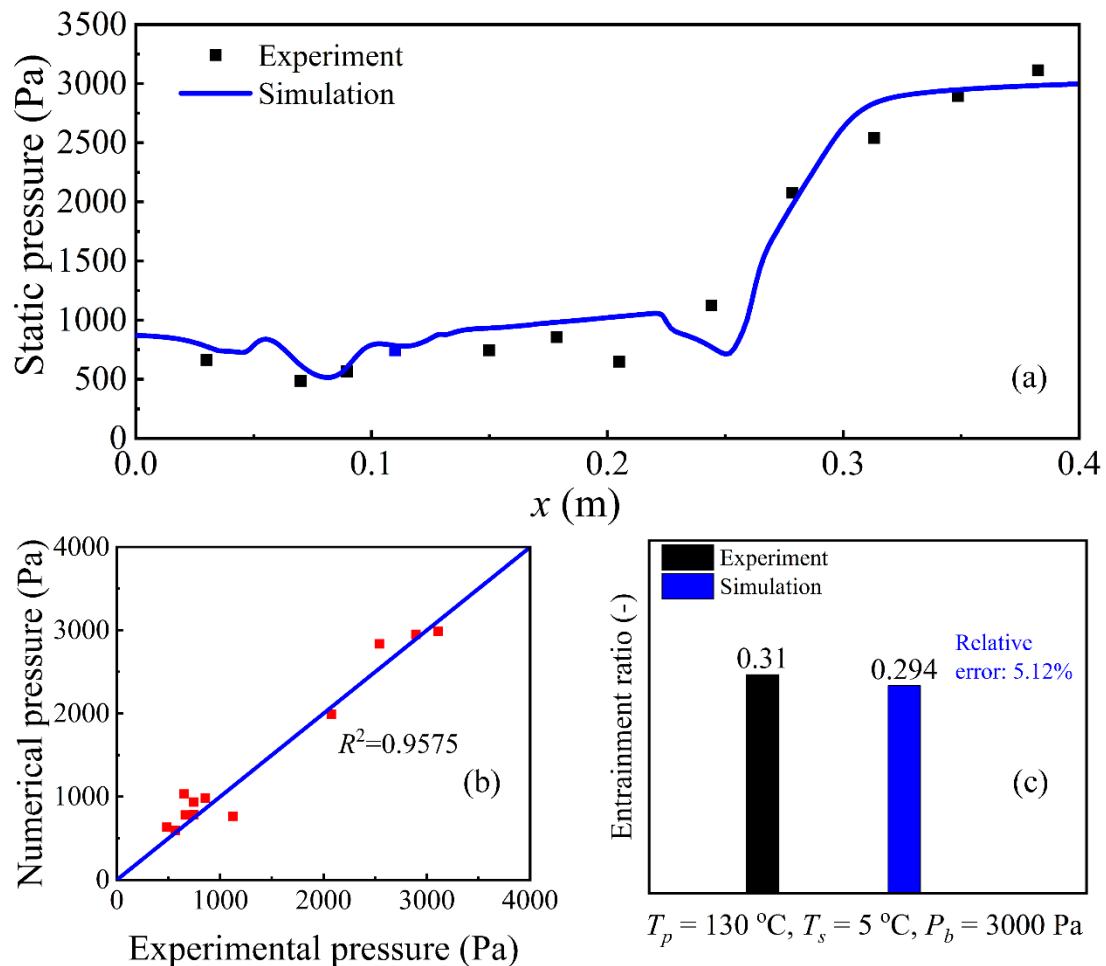 3500
3000
2500
2000
1500
1000
500
0
Static pressure (Pa)
Experiment
Simulation
(a)
0.0 0.1 0.2 0.3 0.4
x (m)
4000
3000
2000
1000
0
Numerical pressure (Pa)
R²=0.9575
(b)
0 1000 2000 3000 4000
Experimental pressure (Pa)
Experiment
Simulation
Entrainment ratio (-)
0.31
0.294
Relative
error: 5.12%
(c)
Tₚ = 130 ºC, Tₛ = 5 ºC, P_b = 3000 Pa